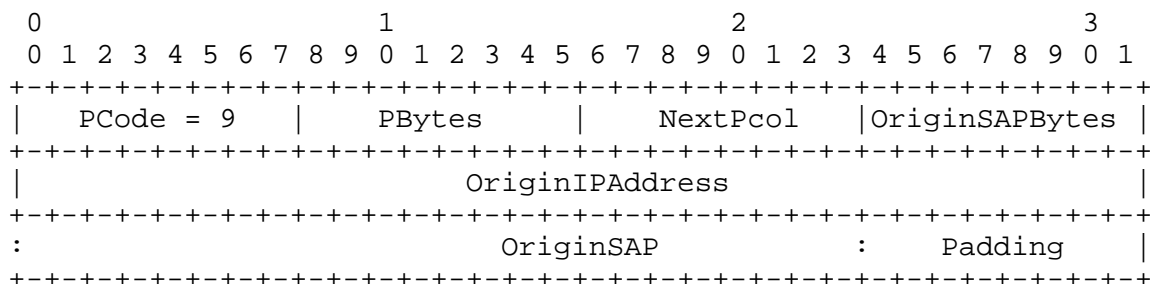 0                   1                   2                   3
 0 1 2 3 4 5 6 7 8 9 0 1 2 3 4 5 6 7 8 9 0 1 2 3 4 5 6 7 8 9 0 1
+-+-+-+-+-+-+-+-+-+-+-+-+-+-+-+-+-+-+-+-+-+-+-+-+-+-+-+-+-+-+-+-+
|   PCode = 9   |    PBytes     |    NextPcol   |OriginSAPBytes |
+-+-+-+-+-+-+-+-+-+-+-+-+-+-+-+-+-+-+-+-+-+-+-+-+-+-+-+-+-+-+-+-+
|                         OriginIPAddress                       |
+-+-+-+-+-+-+-+-+-+-+-+-+-+-+-+-+-+-+-+-+-+-+-+-+-+-+-+-+-+-+-+-+
:                           OriginSAP           :    Padding    |
+-+-+-+-+-+-+-+-+-+-+-+-+-+-+-+-+-+-+-+-+-+-+-+-+-+-+-+-+-+-+-+-+